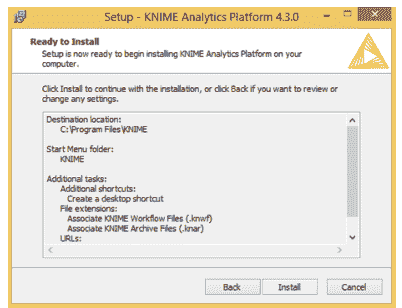 Setup - KNIME Analytics Platform 4.3.0
Ready to Install
Setup is now ready to begin installing KNIME Analytics Platform on your
computer.
Click Install to continue with the installation, or click Back if you want to review or
change any settings.
Destination location:
C:\Program Files\KNIME
Start Menu folder:
KNIME
Additional tasks:
Additional shortcuts:
Create a desktop shortcut
File extensions:
Associate KNIME Workflow Files (.knwf)
Associate KNIME Archive Files (.knar)
URLs:
Back
Install
Cancel